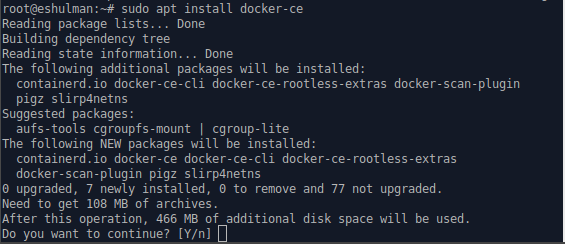 root@eshulman:~# sudo apt install docker-ce
Reading package lists... Done
Building dependency tree
Reading state information... Done
The following additional packages will be installed:
containerd.io docker-ce-cli docker-ce-rootless-extras docker-scan-plugin
pigz slirp4netns
Suggested packages:
aufs-tools cgroupfs-mount | cgroup-lite
The following NEW packages will be installed:
containerd.io docker-ce docker-ce-cli docker-ce-rootless-extras
docker-scan-plugin pigz slirp4netns
0 upgraded, 7 newly installed, 0 to remove and 77 not upgraded.
Need to get 108 MB of archives.
After this operation, 466 MB of additional disk space will be used.
Do you want to continue? [Y/n]